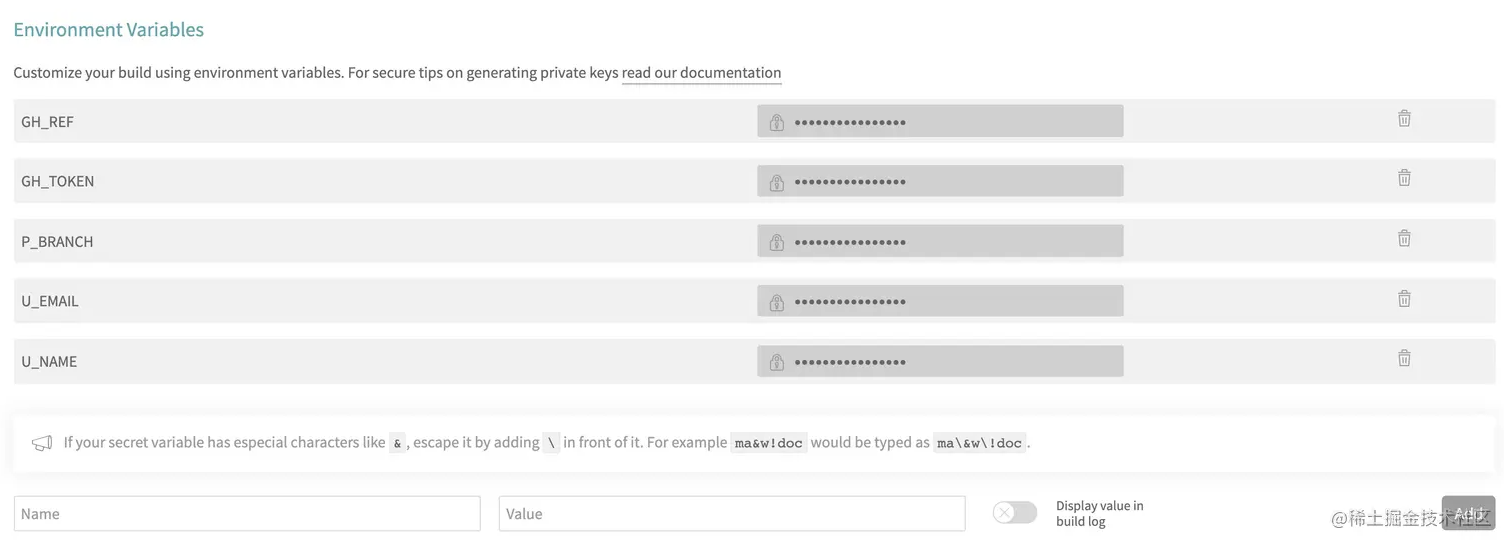 Environment Variables
Customize your build using environment variables. For secure tips on generating private keys read our documentation
GH_REF ••••••••••••••••
GH_TOKEN ••••••••••••••••
P_BRANCH ••••••••••••••••
U_EMAIL ••••••••••••••••
U_NAME ••••••••••••••••
If your secret variable has especial characters like &, escape it by adding \ in front of it. For example ma&w!doc would be typed as ma\&w\!doc.
Name Value Display value in
build log
Add
@稀土掘金技术社区